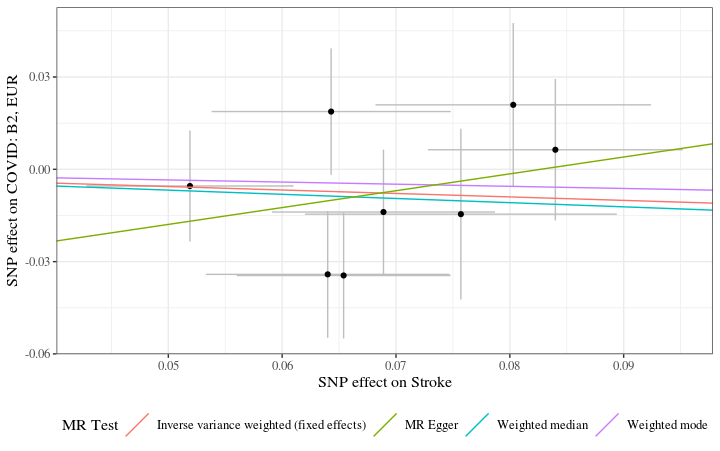 SNP effect on COVID: B2, EUR
0.03
0.00
-0.03
-0.06
0.05 0.06 0.07 0.08 0.09
SNP effect on Stroke
MR Test Inverse variance weighted (fixed effects) MR Egger Weighted median Weighted mode